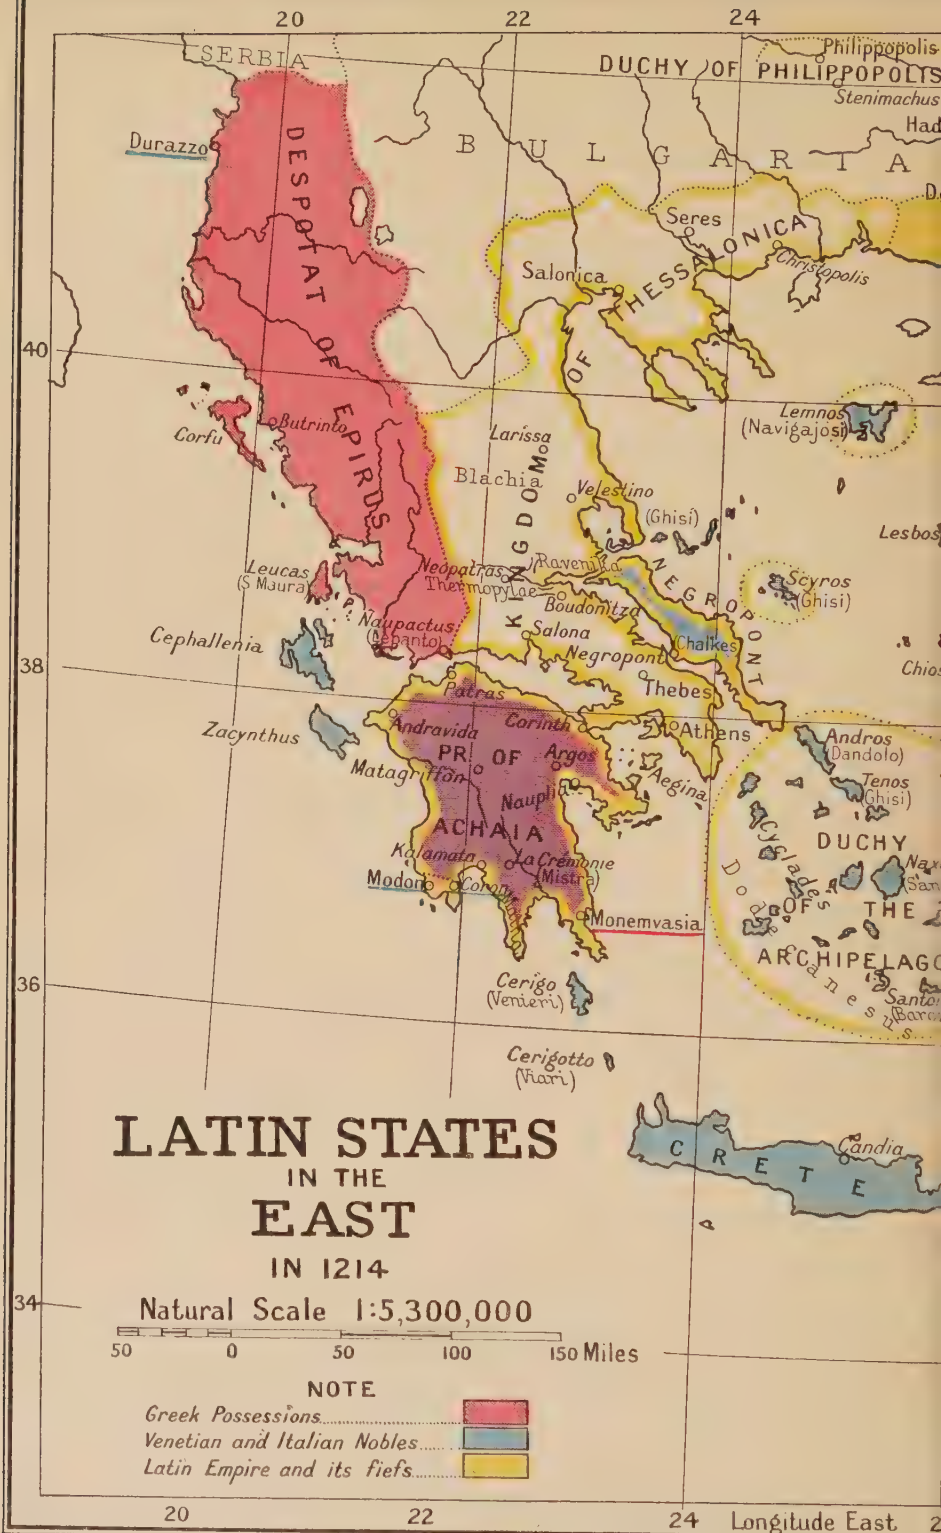 20 22 24
SERBIA
Philippopolis
DUCHY OF PHILIPPOPOLIS
Stenimachus
Had
Durazzo
BULGARIA
DESPOTAT OF EPIRUS
Seres
KINGDOM OF THESSALONICA
Salonica
Christopolis
40
Lemnos
(Navigajosi)
Corfu
Butrinto
Larissa
Blachia
Velestino
(Ghisi)
Lesbos
Leucas
(S Maura)
Neopatras
Ravenika
Thermopylae
Boudonitza
NEGROPONT
Scyros
(Ghisi)
Cephallenia
Naupactus
(Lepanto)
Salona
Negropont
(Chalkes)
38
Chios
Thebes
Patras
Zacynthus
Andravida
Corinth
Athens
Andros
(Dandolo)
PR OF
ACHAIA
Argos
Matagriffon
Aegina
Tenos
(Ghisi)
Nauplia
Cyclades
DUCHY
OF THE
ARCHIPELAGO
Dodecanesus
Kalamata
La Crémonie
(Mistra)
Modon
Coron
Monemvasia
36
Cerigo
(Venieri)
Cerigotto
(Viari)
CRETE
Candia
LATIN STATES
IN THE
EAST
IN 1214
34
Natural Scale 1:5,300,000
50 0 50 100 150 Miles
NOTE
Greek Possessions
Venetian and Italian Nobles
Latin Empire and its fiefs
20 22 24 Longitude East